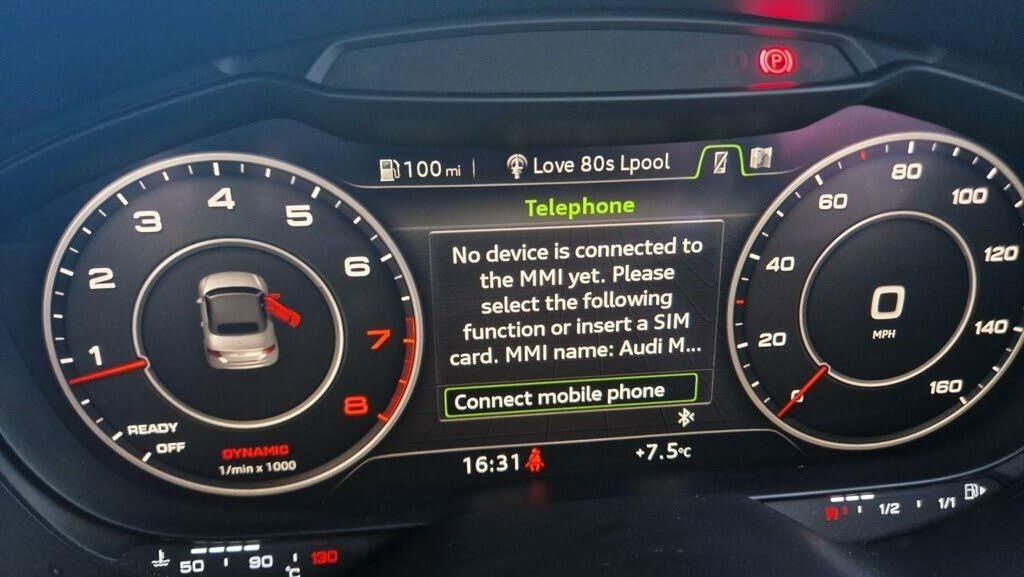 P
100 mi
Love 80s Lpool
Telephone
No device is connected to
the MMI yet. Please
select the following
function or insert a SIM
card. MMI name: Audi M...
Connect mobile phone
16:31
+7.5°C
1
2
3
4
5
6
7
8
READY
OFF
DYNAMIC
1/min x 1000
0
20
40
60
80
100
120
140
160
0
MPH
50
90
°C
130
R
1/2
1/1